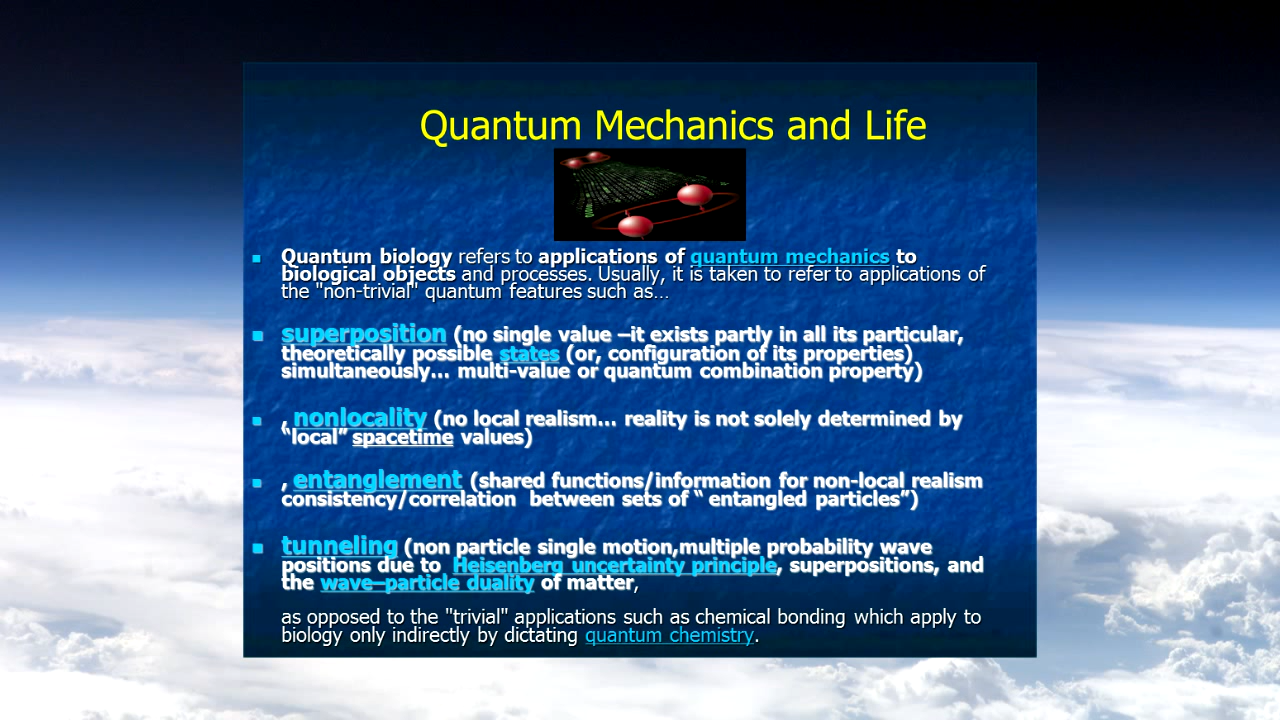 Quantum Mechanics and Life
Quantum biology refers to applications of quantum mechanics to
biological objects and processes. Usually, it is taken to refer to applications of
the "non-trivial" quantum features such as…
superposition (no single value –it exists partly in all its particular,
theoretically possible states (or, configuration of its properties)
simultaneously… multi-value or quantum combination property)
, nonlocality (no local realism… reality is not solely determined by
“local” spacetime values)
, entanglement (shared functions/information for non-local realism
consistency/correlation between sets of “ entangled particles”)
tunneling (non particle single motion,multiple probability wave
positions due to Heisenberg uncertainty principle, superpositions, and
the wave–particle duality of matter,
as opposed to the "trivial" applications such as chemical bonding which apply to
biology only indirectly by dictating quantum chemistry.